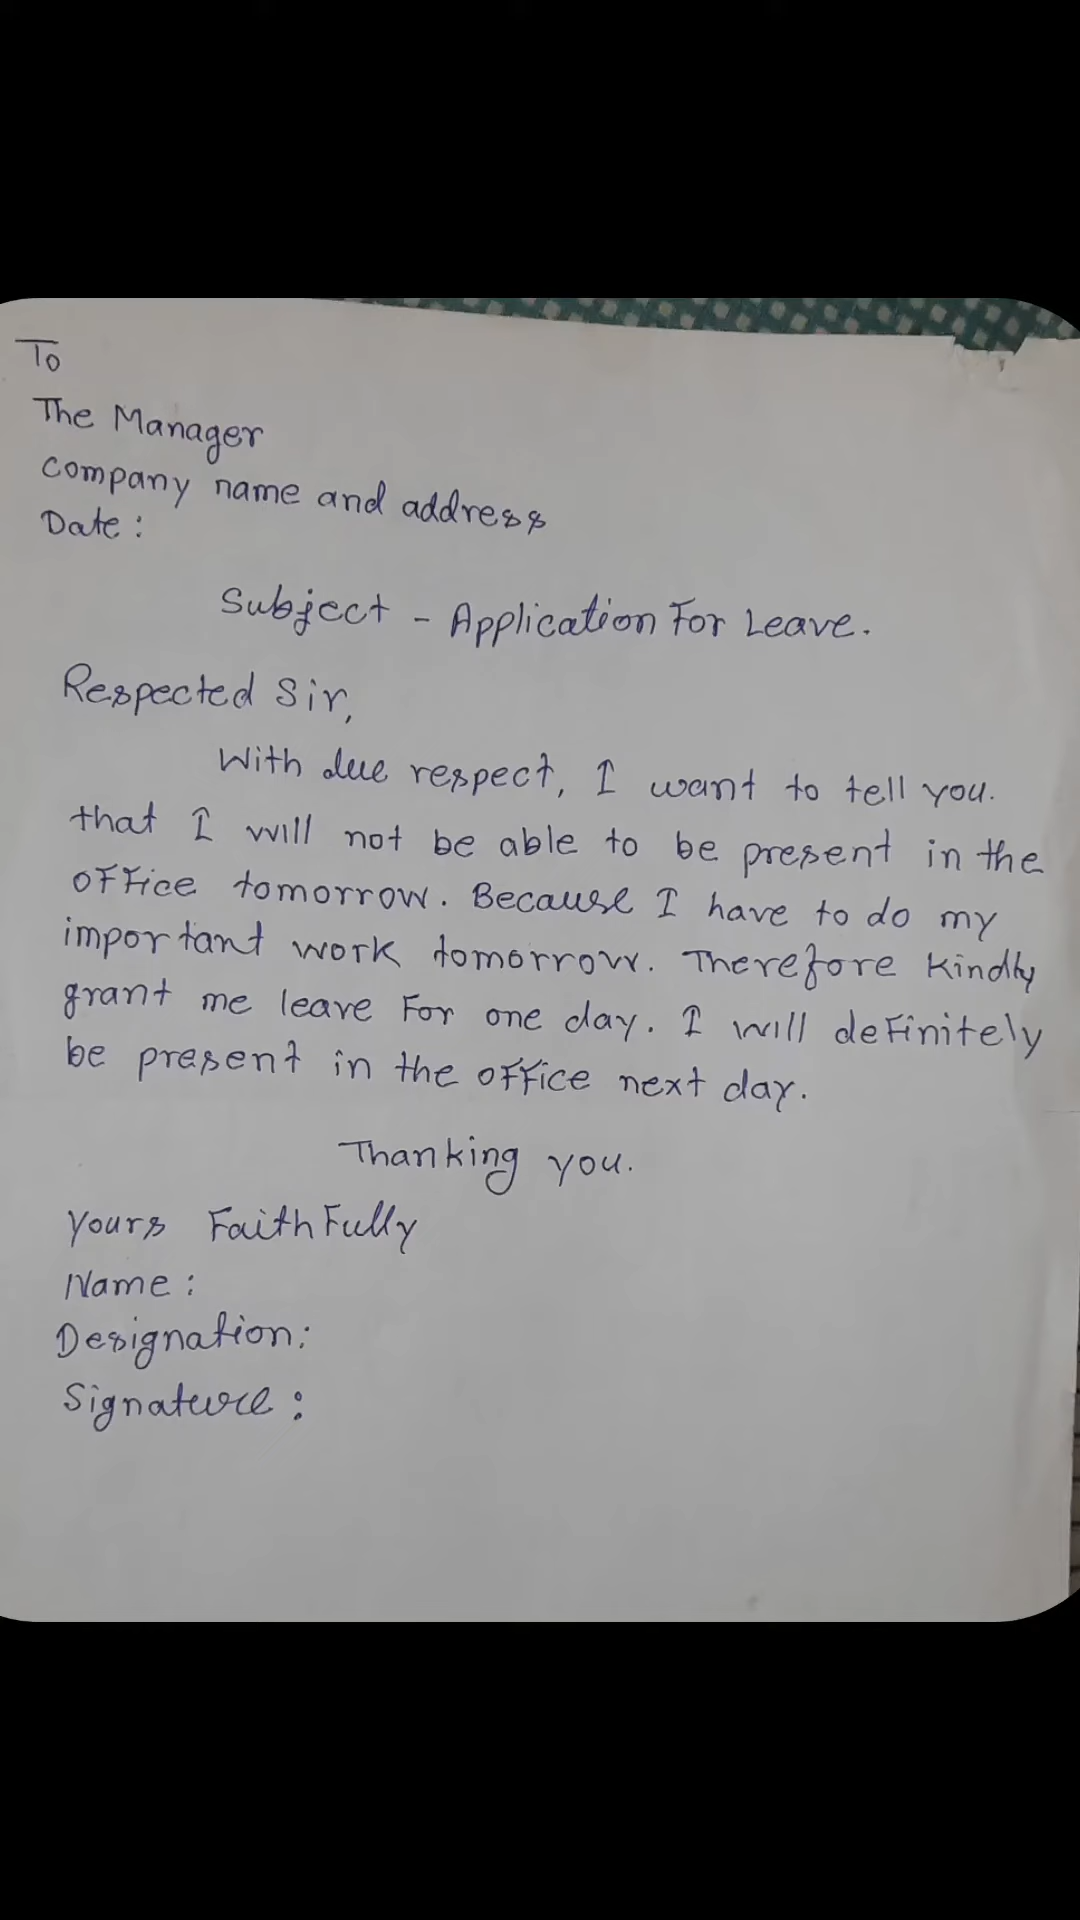 To
The Manager
Company name and address
Date:
Subject - Application For Leave.
Respected Sir,
With due respect, I want to tell you.
that I will not be able to be present in the
office tomorrow. Because I have to do my
important work tomorrow. Therefore Kindly
grant me leave For one day. I will definitely
be present in the office next day.
Thanking you.
Yours FaithFully
Name:
Designation:
Signature: